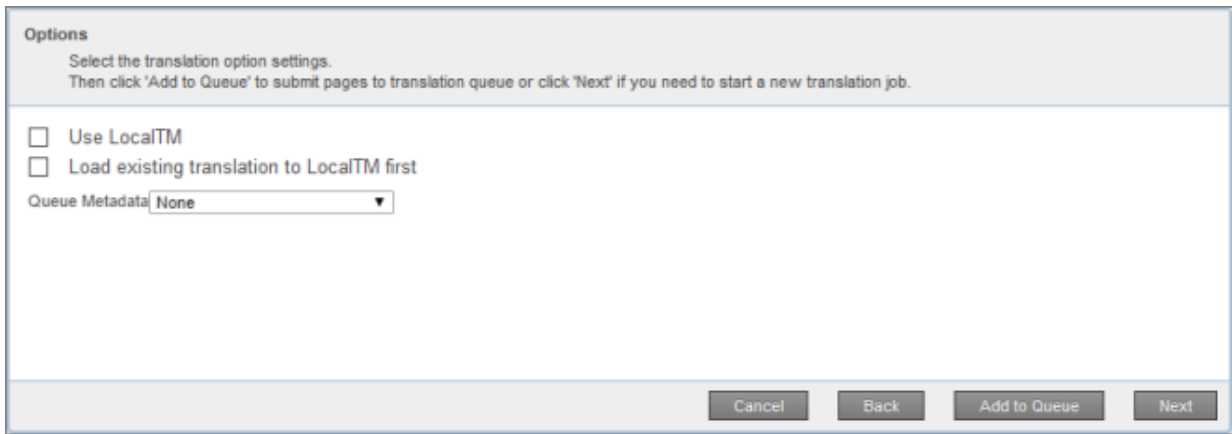 Options
Select the translation option settings.
Then click 'Add to Queue' to submit pages to translation queue or click 'Next' if you need to start a new translation job.
Use LocalTM
Load existing translation to LocalTM first
Queue Metadata None
Cancel Back Add to Queue Next